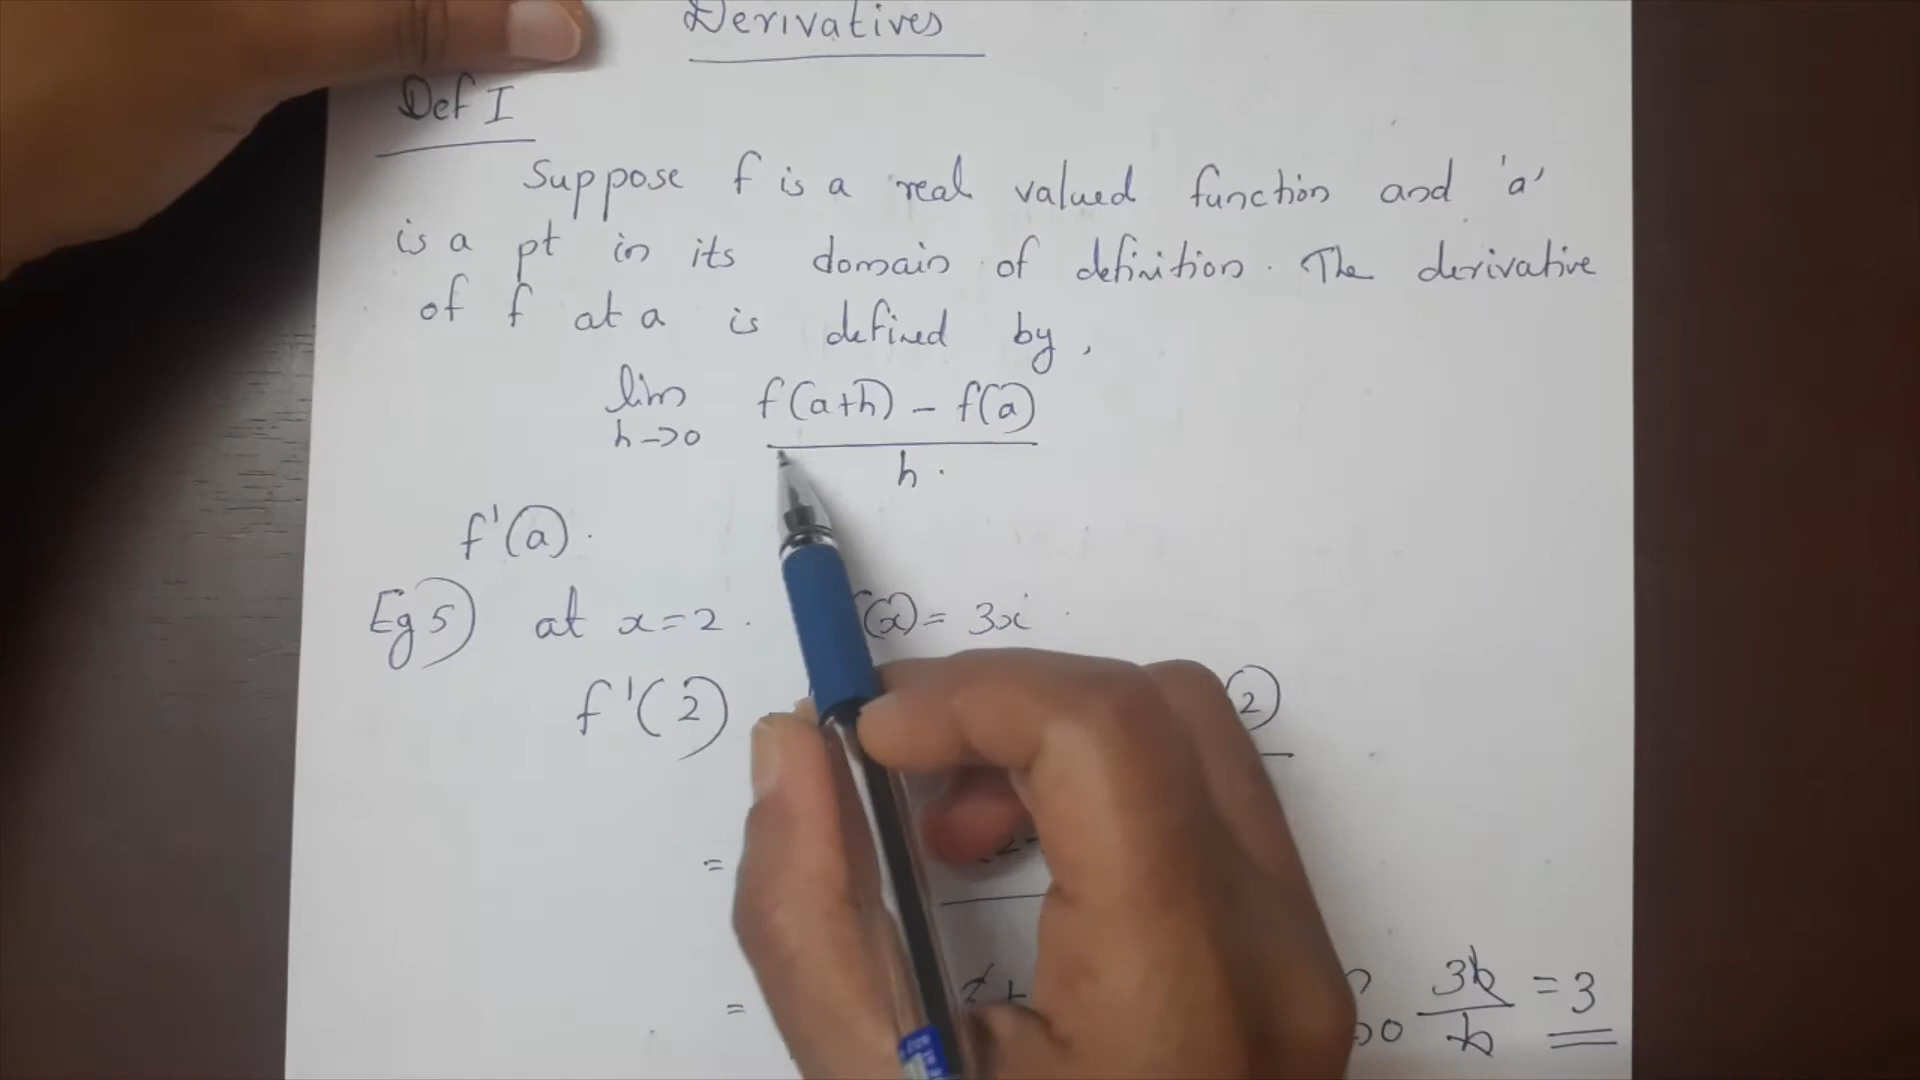 Derivatives
Def I
Suppose f is a real valued function and 'a'
is a pt in its domain of definition. The derivative
of f at a is defined by,
lim f(a+h) - f(a)
h->0 h.
f'(a).
Eg 5) at x=2. (x)= 3x
f'(2) (2)
=
= 3h = 3
->0 h